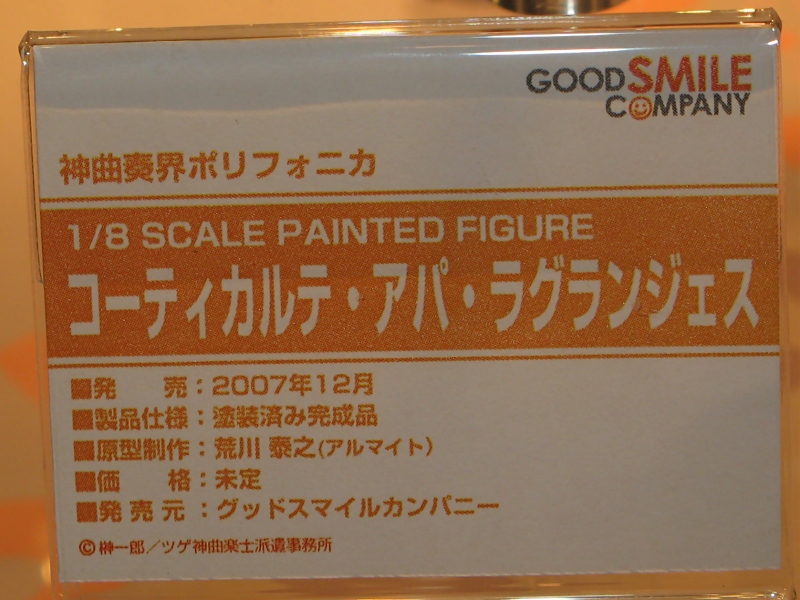 GOOD SMILE
COMPANY
神曲奏界ポリフォニカ
1/8 SCALE PAINTED FIGURE
コーティカルテ・アパ・ラグランジェス
■発　売：2007年12月
■製品仕様：塗装済み完成品
■原型制作：荒川 泰之(アルマイト)
■価　格：未定
■発売元：グッドスマイルカンパニー
©榊一郎／ツゲ神曲楽士派遣事務所